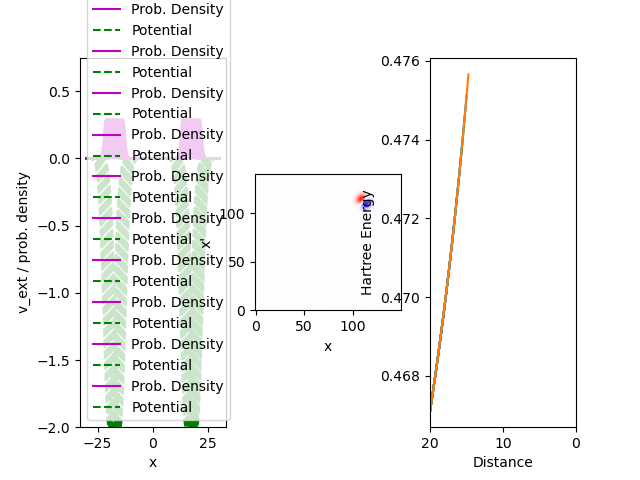 Prob. Density
Potential
Prob. Density
Potential
Prob. Density
Potential
Prob. Density
Potential
Prob. Density
Potential
Prob. Density
Potential
Prob. Density
Potential
Prob. Density
Potential
Prob. Density
Potential
Prob. Density
Potential
0.5
0.0
−0.5
−1.0
−1.5
−2.0
−25
0
25
x
v_ext / prob. density
100
50
0
0
50
100
x
x'
Hartree Energy
0.476
0.474
0.472
0.470
0.468
20
10
0
Distance